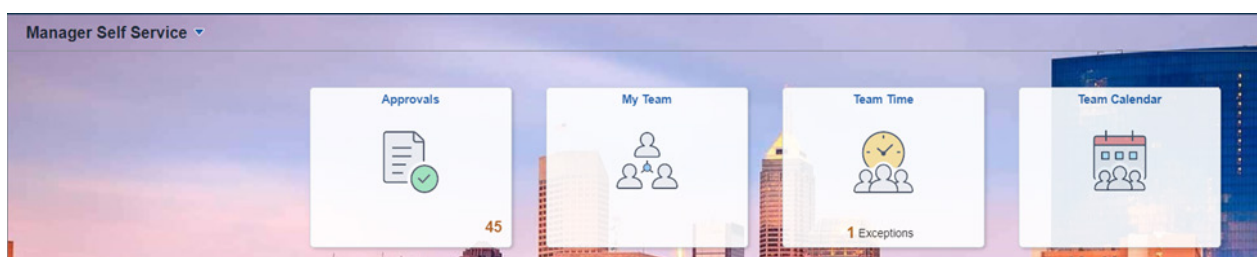 Manager Self Service
Approvals
45
My Team
Team Time
1 Exceptions
Team Calendar